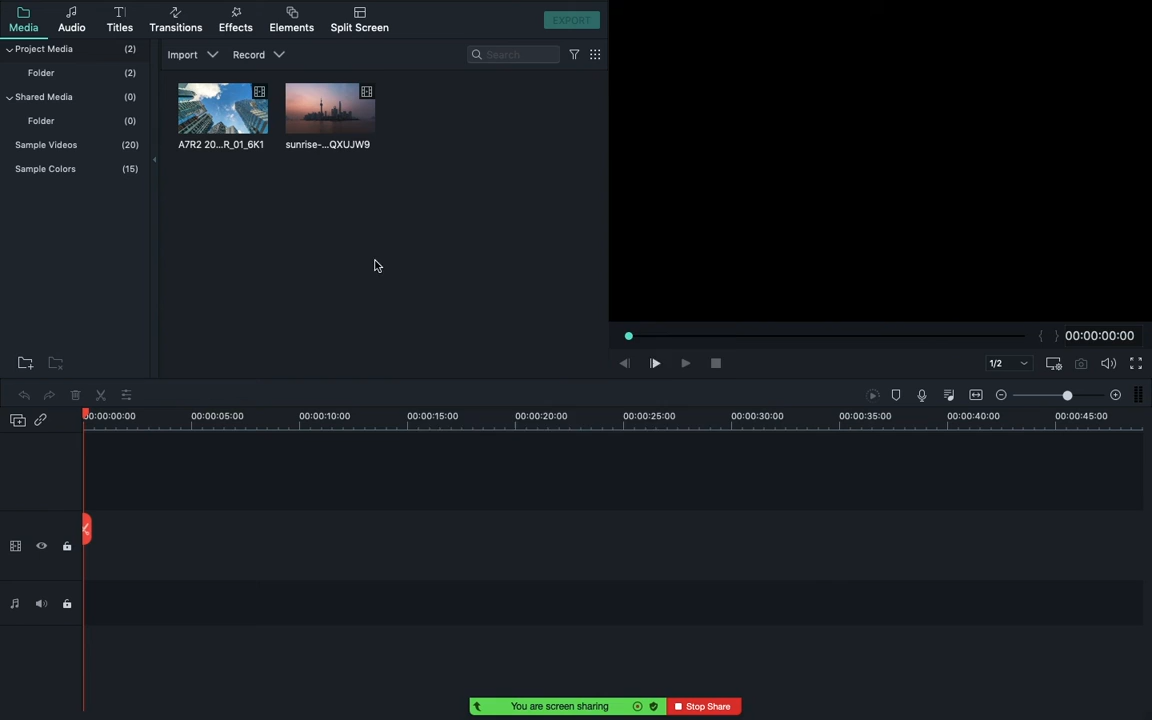 Media Audio Titles Transitions Effects Elements Split Screen EXPORT
Project Media (2)
Import Record Search
Folder (2)
Shared Media (0)
Folder (0)
Sample Videos (20)
A7R2 20...R_01_6K1 sunrise-...QXUJW9
Sample Colors (15)
00:00:00:00
1/2
00:00:00:00 00:00:05:00 00:00:10:00 00:00:15:00 00:00:20:00 00:00:25:00 00:00:30:00 00:00:35:00 00:00:40:00 00:00:45:00
You are screen sharing Stop Share